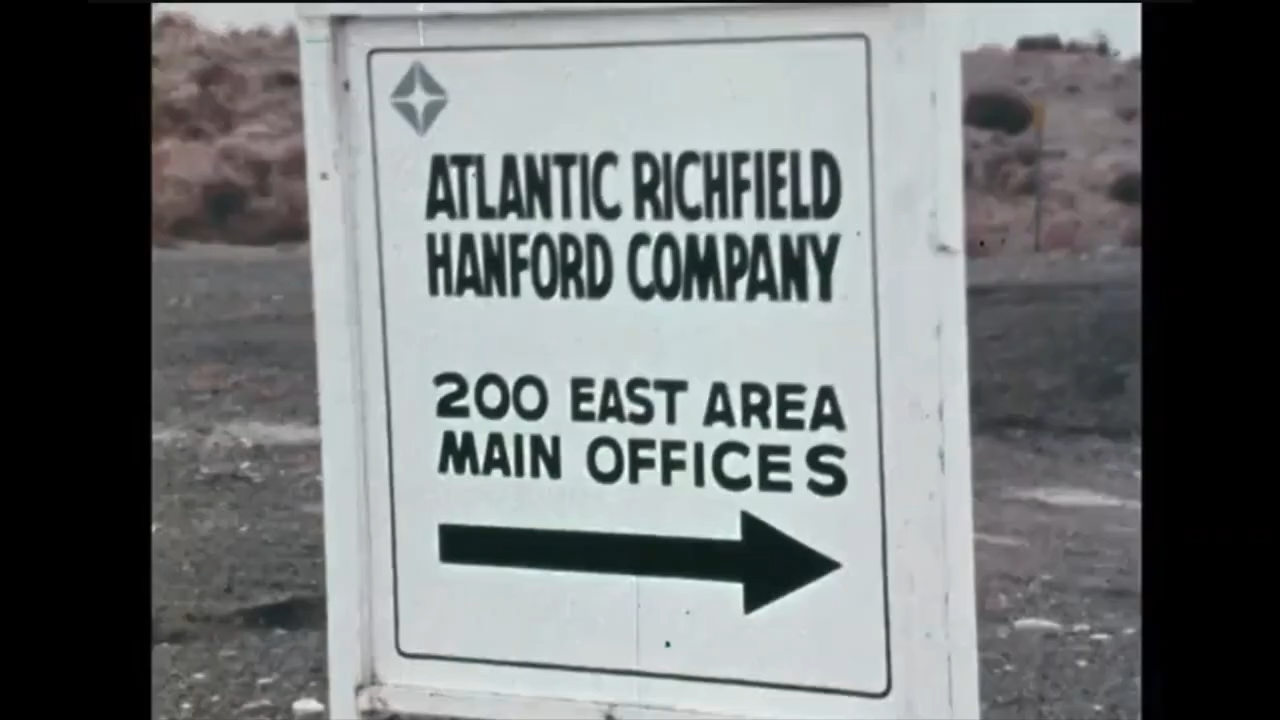 ATLANTIC RICHFIELD
HANFORD COMPANY
200 EAST AREA
MAIN OFFICES